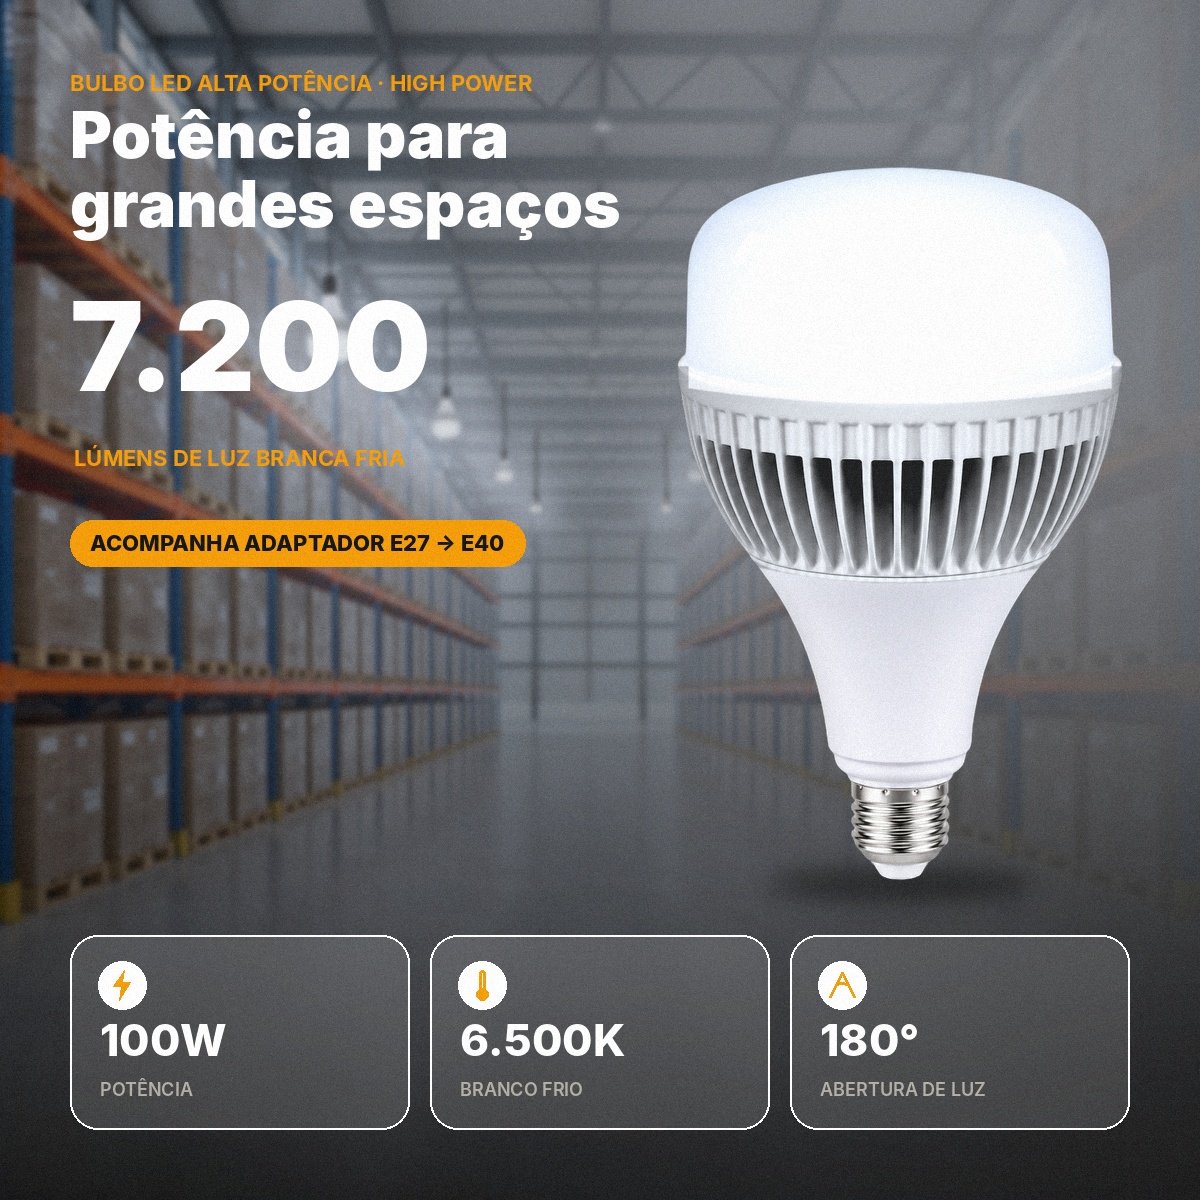 BULBO LED ALTA POTÊNCIA · HIGH POWER
Potência para
grandes espaços
7.200
LÚMENS DE LUZ BRANCA FRIA
ACOMPANHA ADAPTADOR E27 → E40
100W
POTÊNCIA
6.500K
BRANCO FRIO
180°
ABERTURA DE LUZ